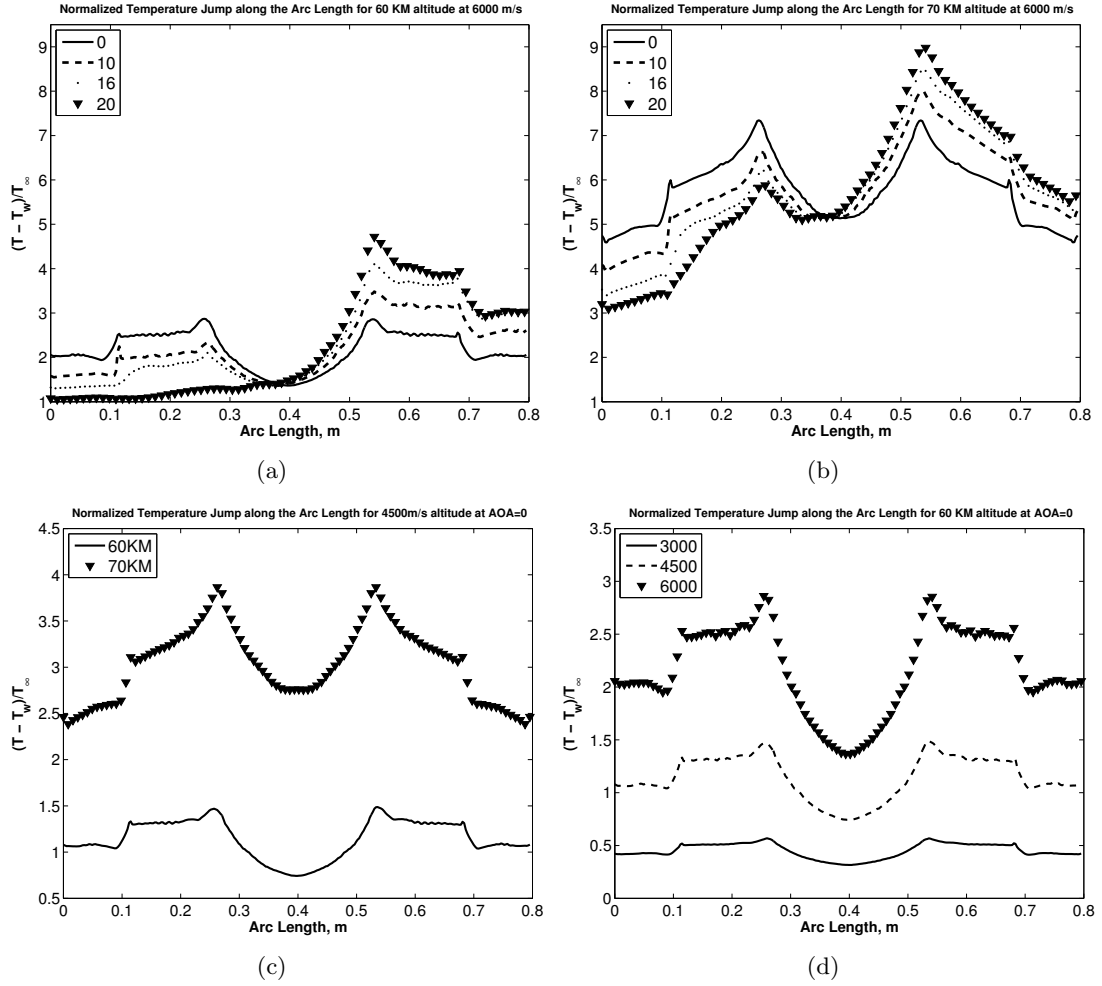 Normalized Temperature Jump along the Arc Length for 60 KM altitude at 6000 m/s
0
10
16
20
9
8
7
6
5
4
3
2
1
(T − T_w)/T_∞
0 0.1 0.2 0.3 0.4 0.5 0.6 0.7 0.8
Arc Length, m
(a)
Normalized Temperature Jump along the Arc Length for 70 KM altitude at 6000 m/s
0
10
16
20
9
8
7
6
5
4
3
2
1
(T − T_w)/T_∞
0 0.1 0.2 0.3 0.4 0.5 0.6 0.7 0.8
Arc Length, m
(b)
Normalized Temperature Jump along the Arc Length for 4500m/s altitude at AOA=0
60KM
70KM
4.5
4
3.5
3
2.5
2
1.5
1
0.5
(T − T_w)/T_∞
0 0.1 0.2 0.3 0.4 0.5 0.6 0.7 0.8
Arc Length, m
(c)
Normalized Temperature Jump along the Arc Length for 60 KM altitude at AOA=0
3000
4500
6000
3.5
3
2.5
2
1.5
1
0.5
0
(T − T_w)/T_∞
0 0.1 0.2 0.3 0.4 0.5 0.6 0.7 0.8
Arc Length, m
(d)